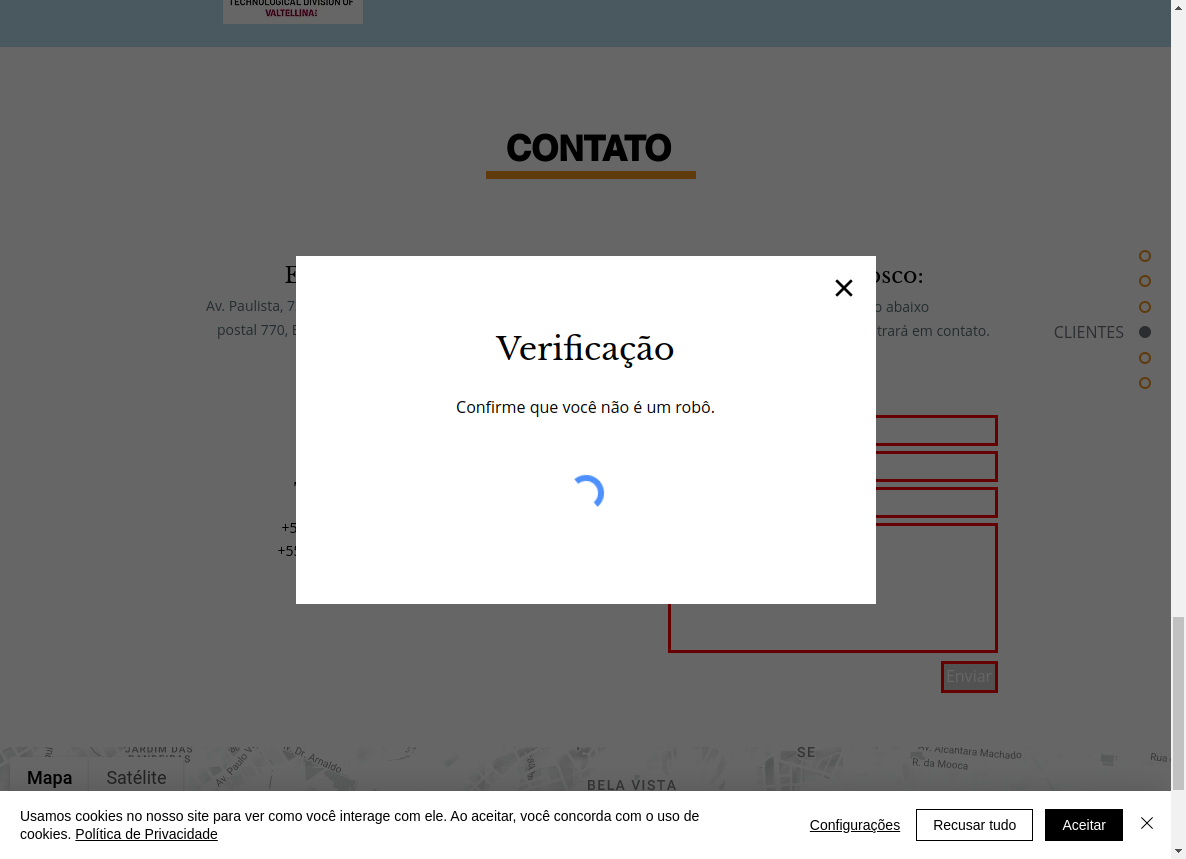 TECHNOLOGICAL DIVISION OF
VALTELLINA
CONTATO
E
osco:
Av. Paulista, 7
o abaixo
postal 770, E
trará em contato.
CLIENTES
Verificação
Confirme que você não é um robô.
+5
+55
Enviar
JARDIM DAS
BANDEIRAS
Av. Paulo V
Dr. Arnaldo
SÉ
Av. Alcântara Machado
R. da Mooca
Rua
BELA VISTA
Mapa
Satélite
Usamos cookies no nosso site para ver como você interage com ele. Ao aceitar, você concorda com o uso de
cookies. Política de Privacidade
Configurações
Recusar tudo
Aceitar